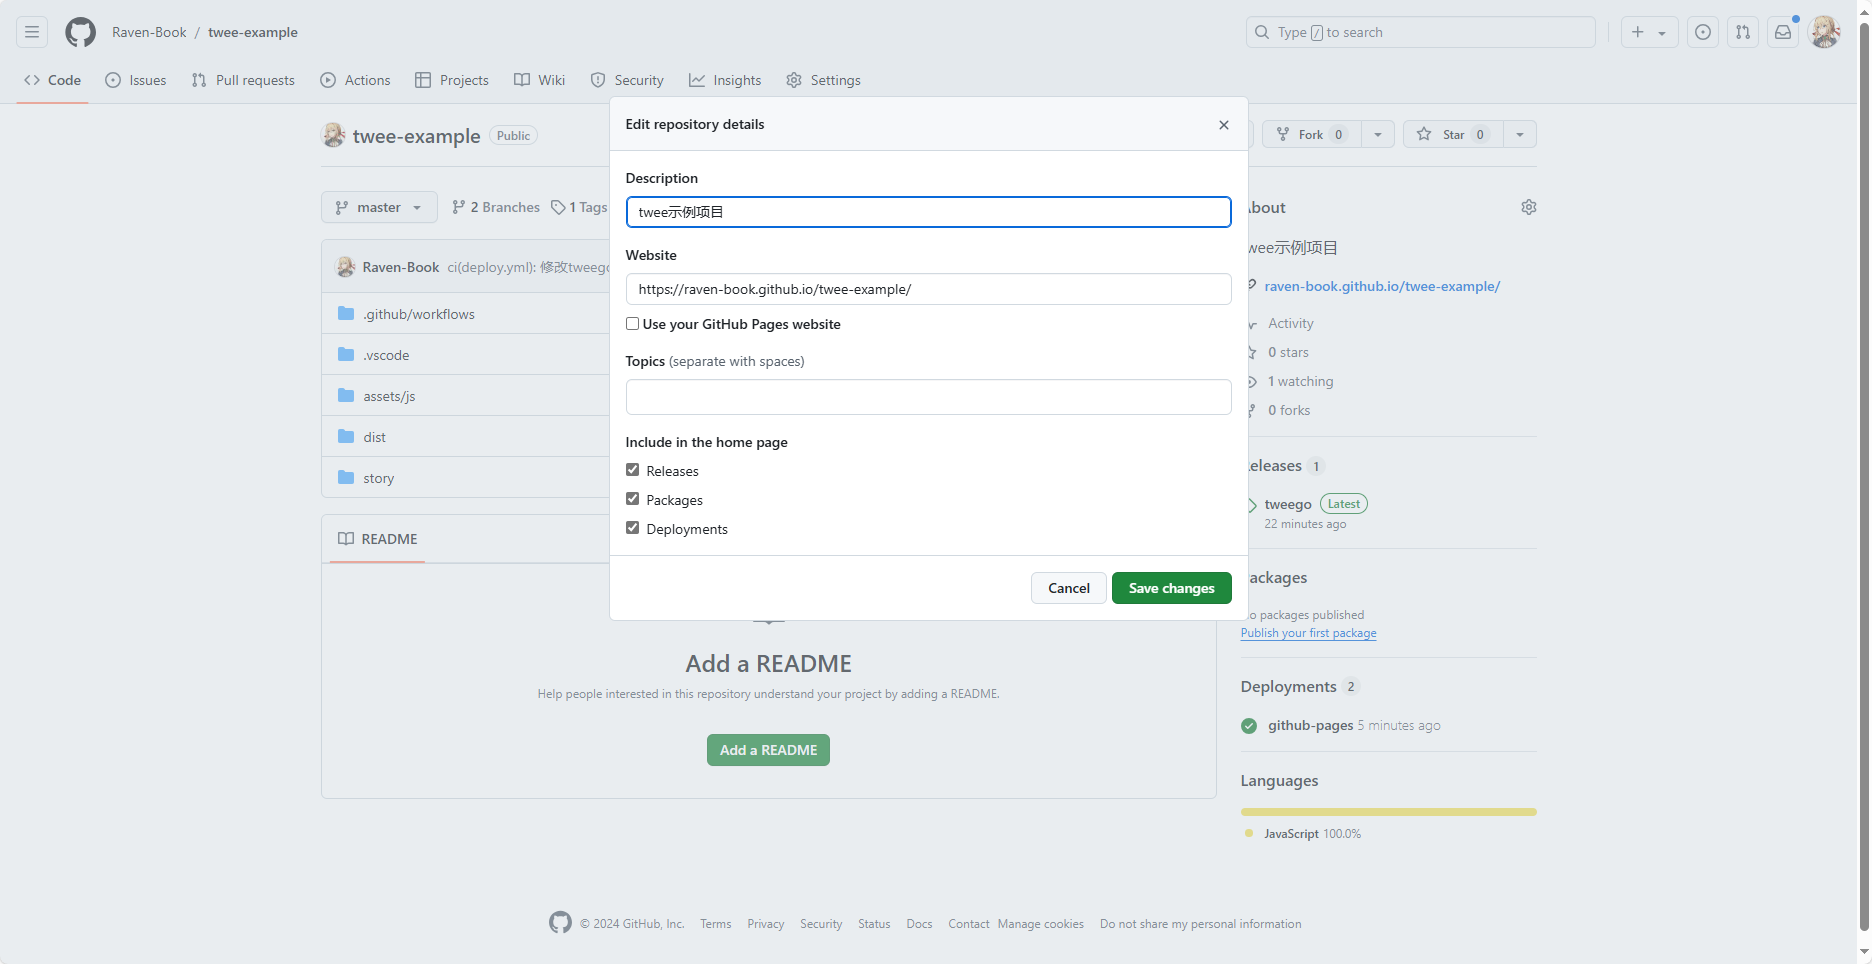 Raven-Book / twee-example
Type / to search
Code Issues Pull requests Actions Projects Wiki Security Insights Settings
twee-example Public
Fork 0
Star 0
master
2 Branches
1 Tags
Raven-Book ci(deploy.yml): 修改tweego
.github/workflows
.vscode
assets/js
dist
story
README
Add a README
Help people interested in this repository understand your project by adding a README.
Add a README
Edit repository details
Description
twee示例项目
Website
https://raven-book.github.io/twee-example/
Use your GitHub Pages website
Topics (separate with spaces)
Include in the home page
Releases
Packages
Deployments
Cancel
Save changes
bout
wee示例项目
raven-book.github.io/twee-example/
Activity
0 stars
1 watching
0 forks
eleases 1
tweego Latest
22 minutes ago
ackages
o packages published
Publish your first package
Deployments 2
github-pages 5 minutes ago
Languages
JavaScript 100.0%
© 2024 GitHub, Inc. Terms Privacy Security Status Docs Contact Manage cookies Do not share my personal information